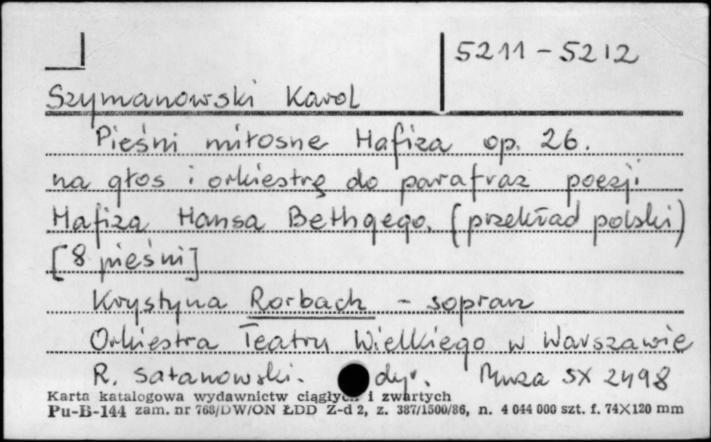 5211 - 5212
Szymanowski Karol
Pieśni miłosne Hafiza op. 26.
na głos i orkiestrę do parafraz poezji
Hafiza Hansa Bethgego. (przekład polski)
[8 pieśni]
Krystyna Rorbach - sopran
Orkiestra Teatru Wielkiego w Warszawie
R. Satanowski. dyr. Muza SX 2498
Karta katalogowa wydawnictw ciągłych i zwartych
Pu-B-144 zam. nr 768/DW/ON ŁDD Z-d 2, z. 387/1500/86, n. 4 044 000 szt. f. 74×120 mm